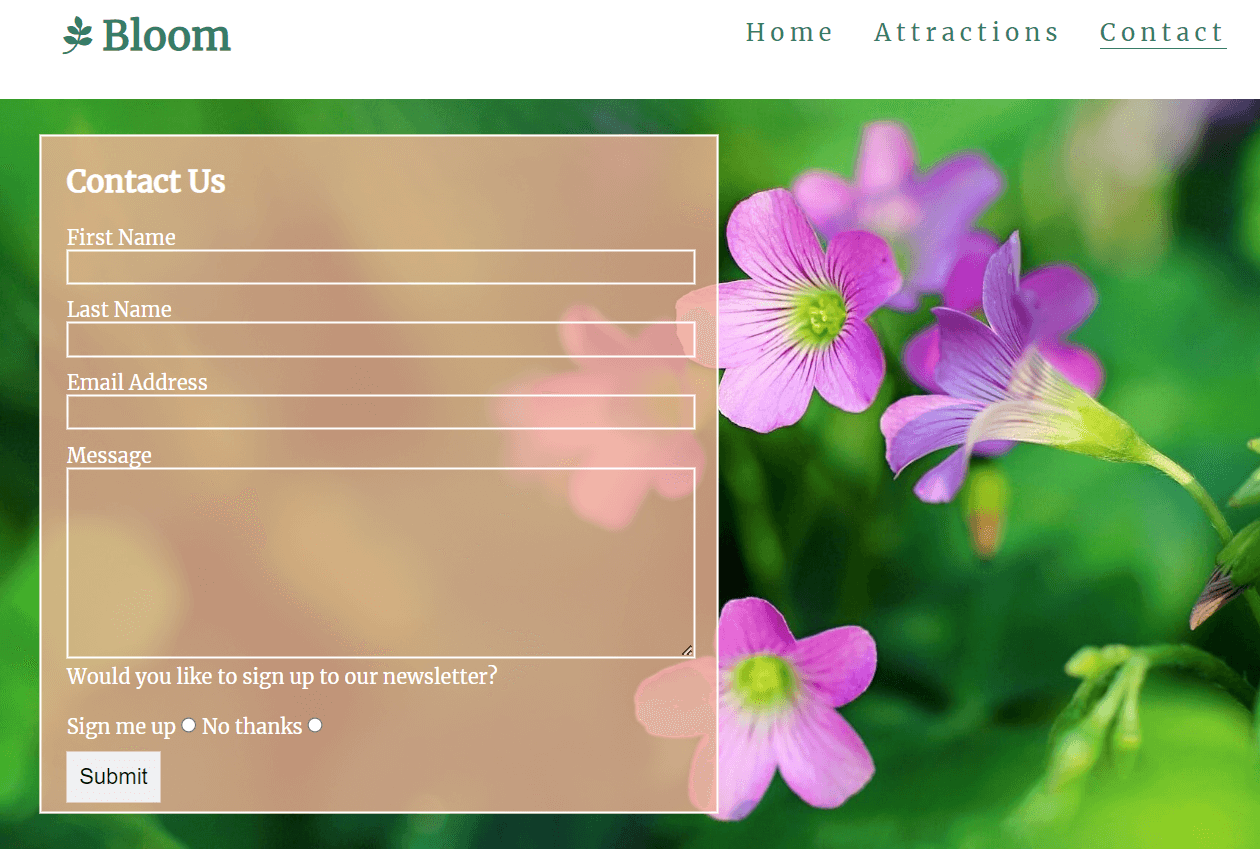 Bloom
Home Attractions Contact
Contact Us
First Name
Last Name
Email Address
Message
Would you like to sign up to our newsletter?
Sign me up No thanks
Submit